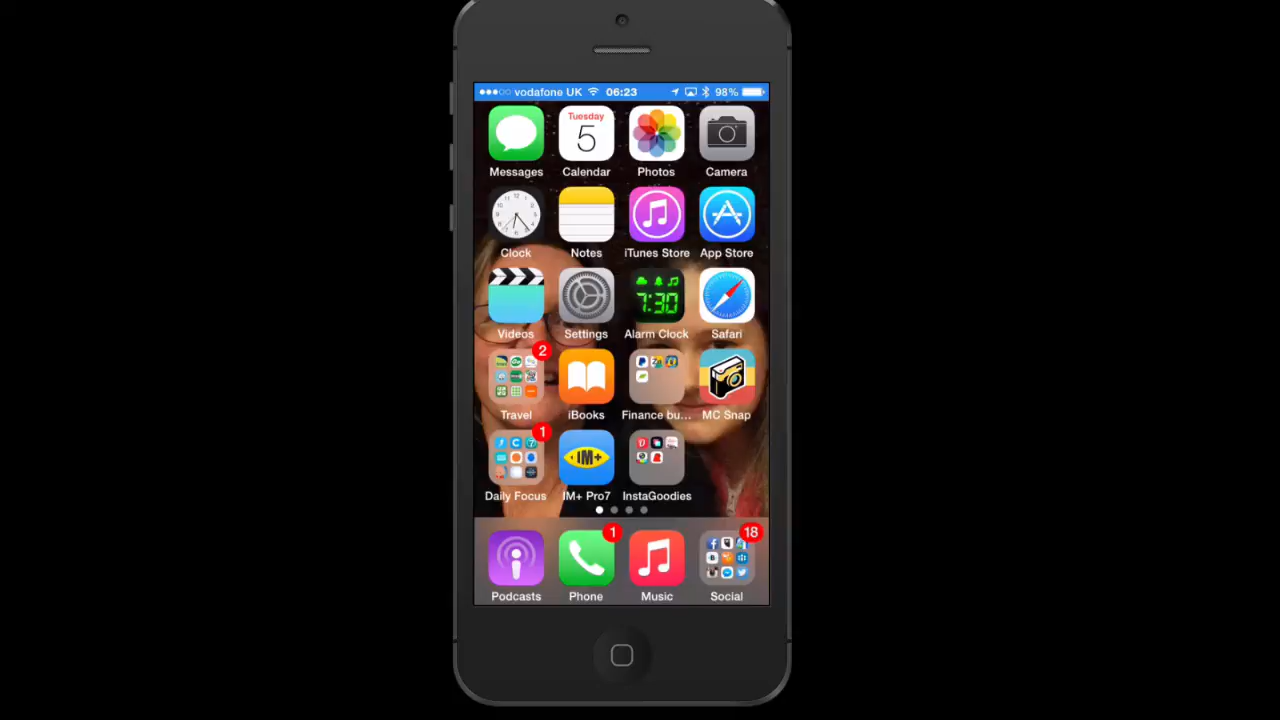 vodafone UK 06:23 98%
Tuesday
5
Messages Calendar Photos Camera
Clock Notes iTunes Store App Store
7:30
Videos Settings Alarm Clock Safari
2
Travel iBooks Finance bu... MC Snap
1
IM+
Daily Focus IM+ Pro7 InstaGoodies
1 18
Podcasts Phone Music Social